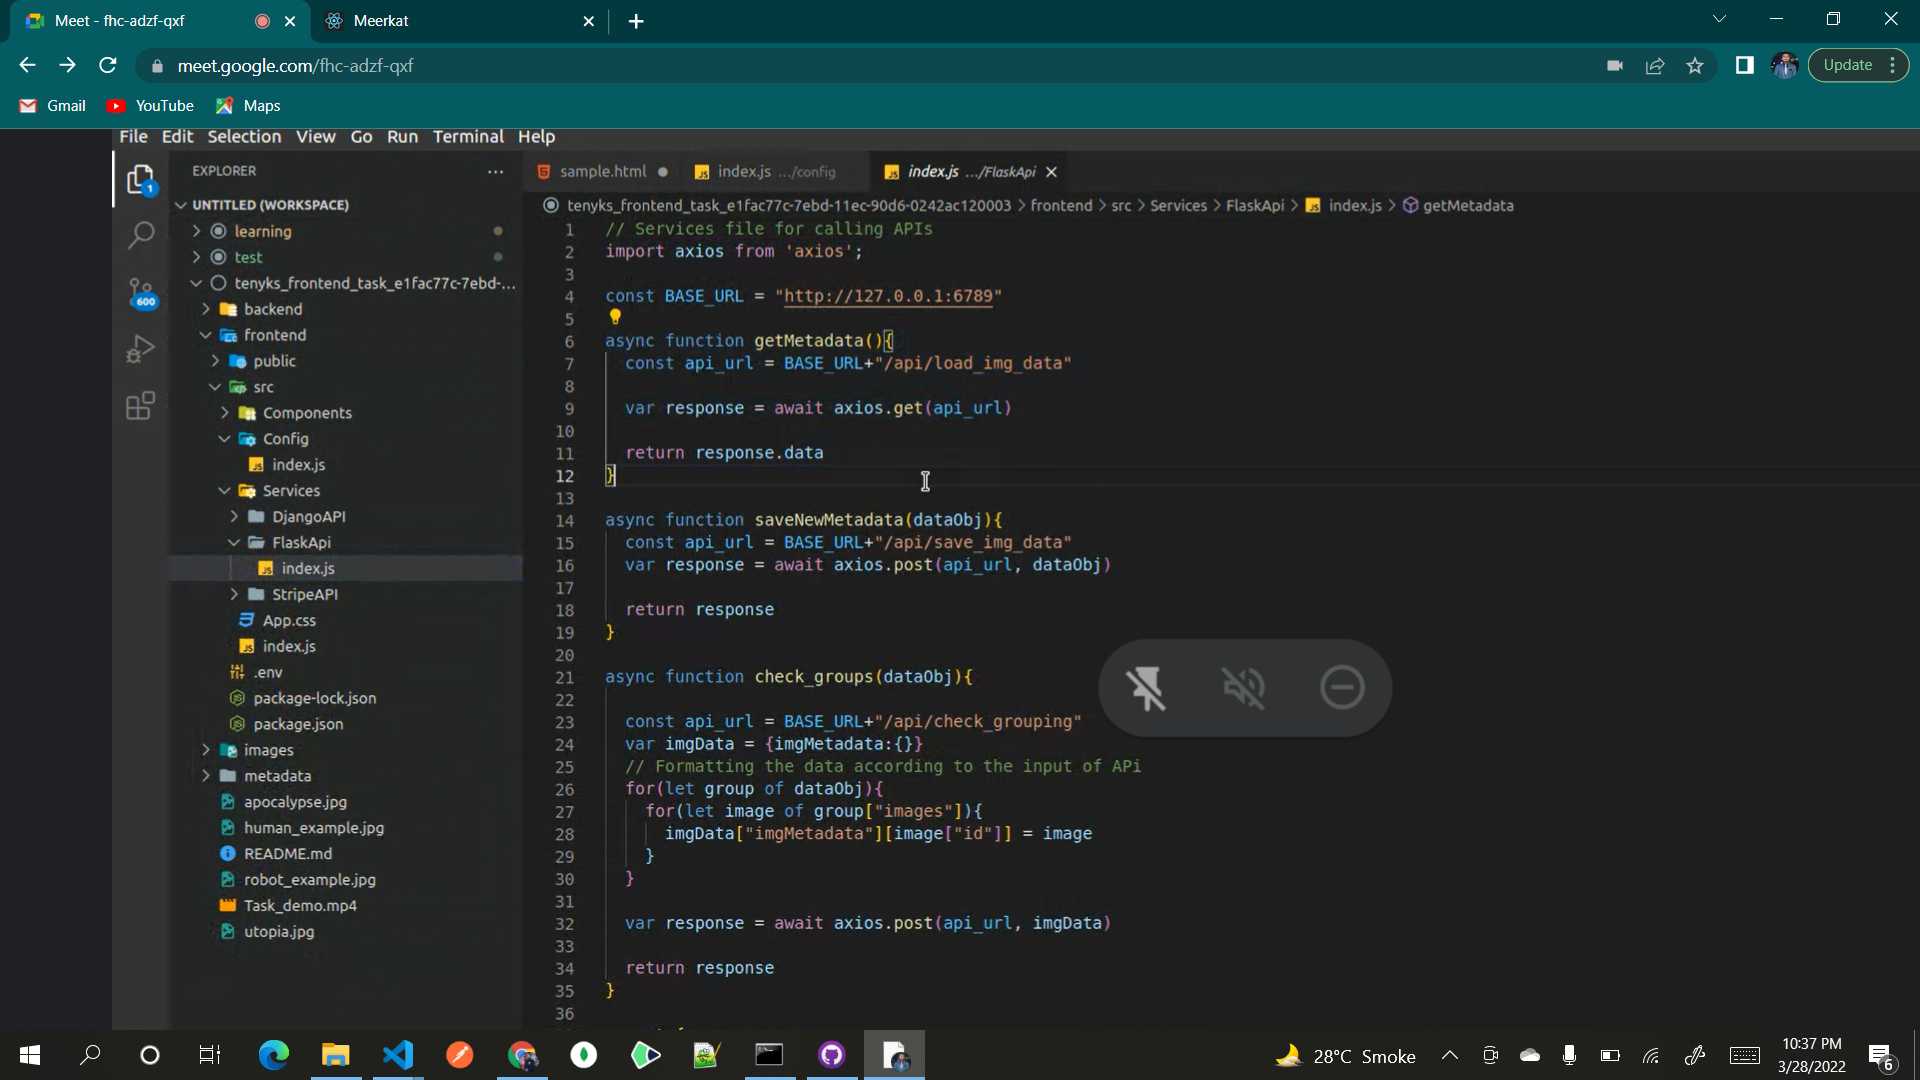 Meet - fhc-adzf-qxf
Meerkat
meet.google.com/fhc-adzf-qxf
Update
Gmail
YouTube
Maps
File Edit Selection View Go Run Terminal Help
EXPLORER
sample.html
index.js .../config
index.js .../FlaskApi
UNTITLED (WORKSPACE)
tenyks_frontend_task_e1fac77c-7ebd-11ec-90d6-0242ac120003 > frontend > src > Services > FlaskApi > index.js > getMetadata
learning
test
tenyks_frontend_task_e1fac77c-7ebd-...
backend
frontend
public
src
Components
Config
index.js
Services
DjangoAPI
FlaskApi
index.js
StripeAPI
App.css
index.js
.env
package-lock.json
package.json
images
metadata
apocalypse.jpg
human_example.jpg
README.md
robot_example.jpg
Task_demo.mp4
utopia.jpg
1
600
1 // Services file for calling APIs
2 import axios from 'axios';
3
4 const BASE_URL = "http://127.0.0.1:6789"
5
6 async function getMetadata(){
7 const api_url = BASE_URL+"/api/load_img_data"
8
9 var response = await axios.get(api_url)
10
11 return response.data
12 }
13
14 async function saveNewMetadata(dataObj){
15 const api_url = BASE_URL+"/api/save_img_data"
16 var response = await axios.post(api_url, dataObj)
17
18 return response
19 }
20
21 async function check_groups(dataObj){
22
23 const api_url = BASE_URL+"/api/check_grouping"
24 var imgData = {imgMetadata:{}}
25 // Formatting the data according to the input of APi
26 for(let group of dataObj){
27 for(let image of group["images"]){
28 imgData["imgMetadata"][image["id"]] = image
29 }
30 }
31
32 var response = await axios.post(api_url, imgData)
33
34 return response
35 }
36
28°C Smoke
10:37 PM
3/28/2022
6